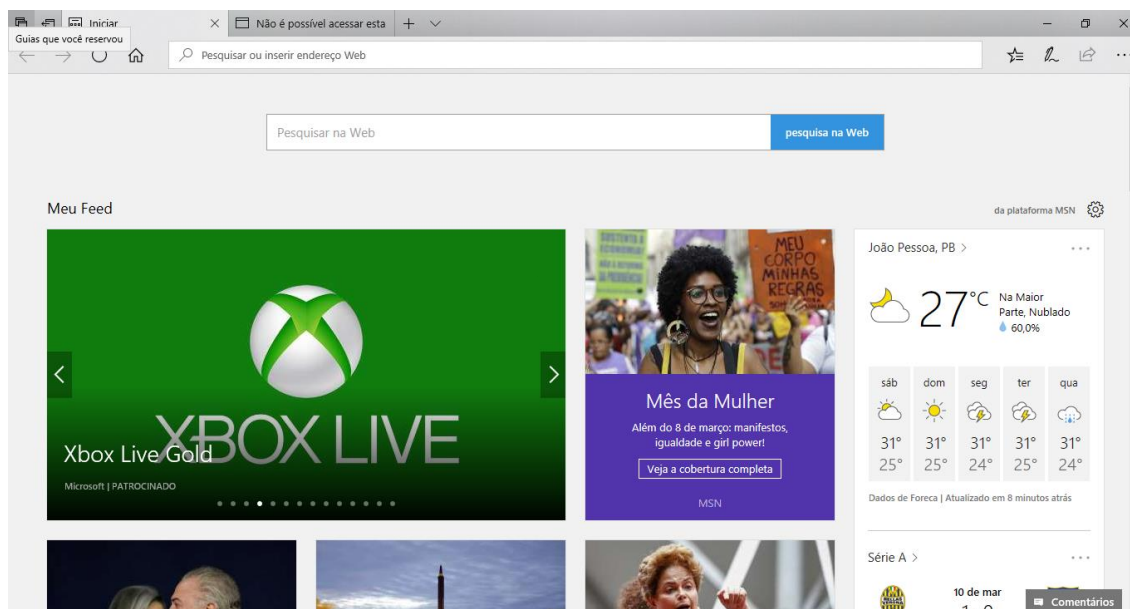 Iniciar
Não é possível acessar esta
Guias que você reservou
Pesquisar ou inserir endereço Web
Pesquisar na Web
pesquisa na Web
Meu Feed
da plataforma MSN
XBOX LIVE
Xbox Live Gold
Microsoft | PATROCINADO
MEU
CORPO
MINHAS
REGRAS
Mês da Mulher
Além do 8 de março: manifestos,
igualdade e girl power!
Veja a cobertura completa
MSN
João Pessoa, PB >
27°C
Na Maior
Parte, Nublado
60,0%
sáb dom seg ter qua
31° 31° 31° 31° 31°
25° 25° 24° 25° 24°
Dados de Foreca | Atualizado em 8 minutos atrás
Série A >
10 de mar
Comentários